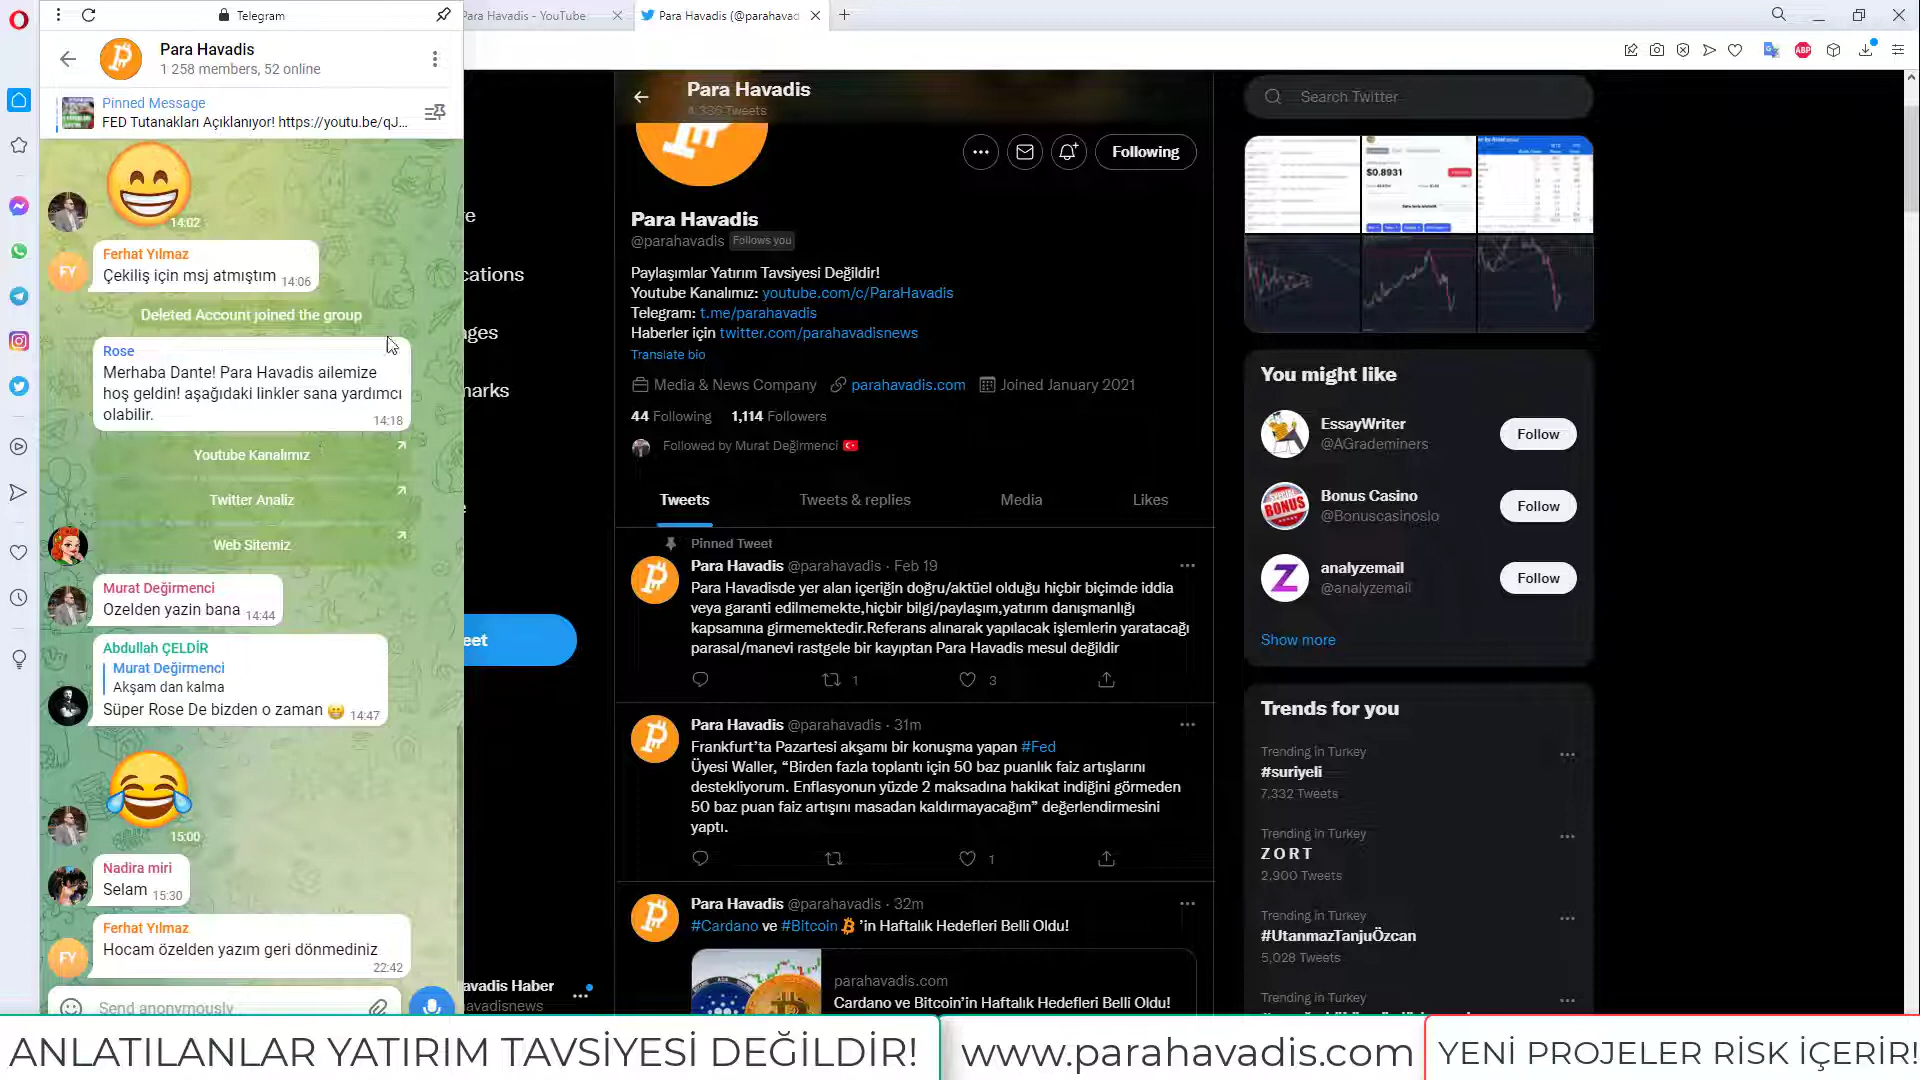 Telegram
Para Havadis - YouTube
Para Havadis (@parahavad
Para Havadis
1 258 members, 52 online
Pinned Message
FED Tutanakları Açıklanıyor! https://youtu.be/qJ...
14:02
Ferhat Yılmaz
FY
Çekiliş için msj atmıştım 14:06
Deleted Account joined the group
Rose
Merhaba Dante! Para Havadis ailemize
hoş geldin! aşağıdaki linkler sana yardımcı
olabilir.
14:18
Youtube Kanalımız
Twitter Analiz
Web Sitemiz
Murat Değirmenci
Ozelden yazin bana 14:44
Abdullah ÇELDİR
Murat Değirmenci
Akşam dan kalma
Süper Rose De bizden o zaman 😁 14:47
15:00
Nadira miri
Selam 15:30
Ferhat Yılmaz
FY
Hocam özelden yazım geri dönmediniz
22:42
Send anonymously
e
cations
ges
narks
e
eet
avadis Haber
avadisnews
Para Havadis
4,336 Tweets
Following
Para Havadis
@parahavadis Follows you
Paylaşımlar Yatırım Tavsiyesi Değildir!
Youtube Kanalımız: youtube.com/c/ParaHavadis
Telegram: t.me/parahavadis
Haberler için twitter.com/parahavadisnews
Translate bio
Media & News Company parahavadis.com Joined January 2021
44 Following 1,114 Followers
Followed by Murat Değirmenci 🇹🇷
Tweets Tweets & replies Media Likes
Pinned Tweet
Para Havadis @parahavadis · Feb 19
Para Havadisde yer alan içeriğin doğru/aktüel olduğu hiçbir biçimde iddia
veya garanti edilmemekte,hiçbir bilgi/paylaşım,yatırım danışmanlığı
kapsamına girmemektedir.Referans alınarak yapılacak işlemlerin yaratacağı
parasal/manevi rastgele bir kayıptan Para Havadis mesul değildir
1 3
Para Havadis @parahavadis · 31m
Frankfurt'ta Pazartesi akşamı bir konuşma yapan #Fed
Üyesi Waller, “Birden fazla toplantı için 50 baz puanlık faiz artışlarını
destekliyorum. Enflasyonun yüzde 2 maksadına hakikat indiğini görmeden
50 baz puan faiz artışını masadan kaldırmayacağım” değerlendirmesini
yaptı.
1
Para Havadis @parahavadis · 32m
#Cardano ve #Bitcoin 'in Haftalık Hedefleri Belli Oldu!
parahavadis.com
Cardano ve Bitcoin'in Haftalık Hedefleri Belli Oldu!
ABP
Search Twitter
$0.8931
You might like
EssayWriter
@AGrademiners
Follow
BONUS
Bonus Casino
@Bonuscasinoslo
Follow
Z
analyzemail
@analyzemail
Follow
Show more
Trends for you
Trending in Turkey
#suriyeli
7,332 Tweets
Trending in Turkey
Z O R T
2,900 Tweets
Trending in Turkey
#UtanmazTanjuÖzcan
5,028 Tweets
Trending in Turkey
ANLATILANLAR YATIRIM TAVSİYESİ DEĞİLDİR!
www.parahavadis.com
YENİ PROJELER RİSK İÇERİR!